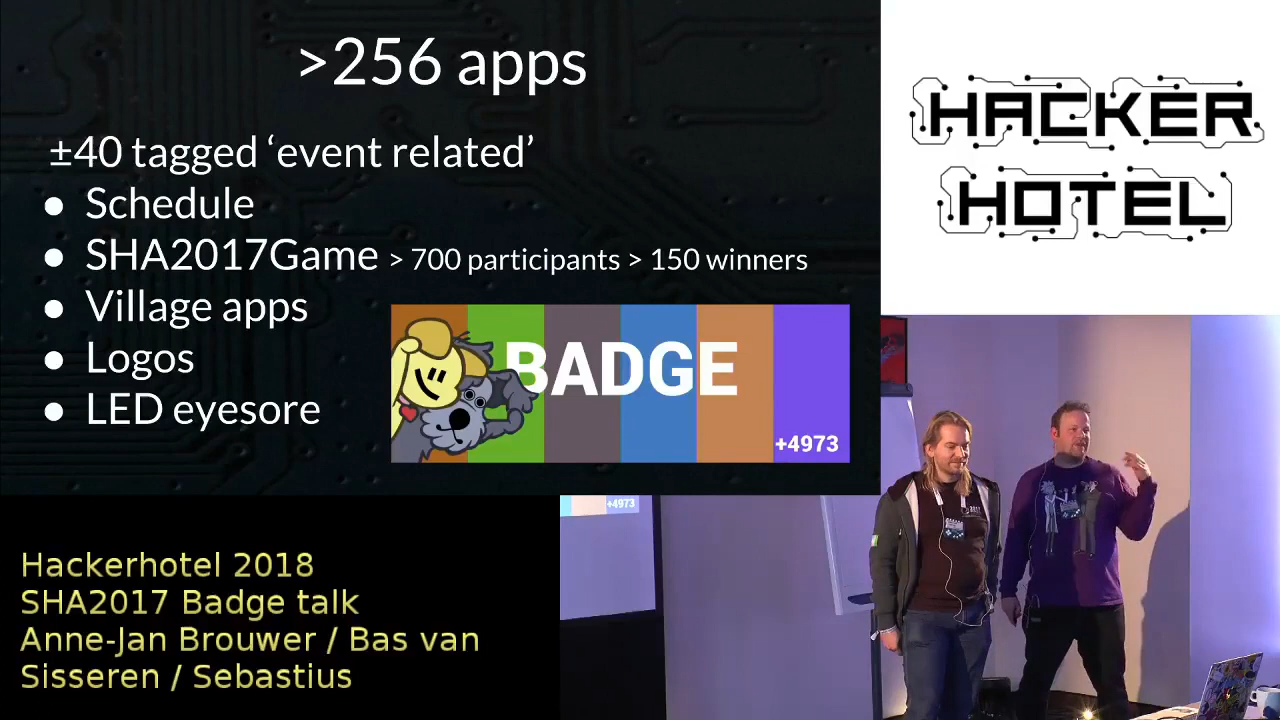 >256 apps
±40 tagged ‘event related’
● Schedule
● SHA2017Game > 700 participants > 150 winners
● Village apps
● Logos
● LED eyesore
BADGE
+4973
HACKER
HOTEL
+4973
Hackerhotel 2018
SHA2017 Badge talk
Anne-Jan Brouwer / Bas van
Sisseren / Sebastius